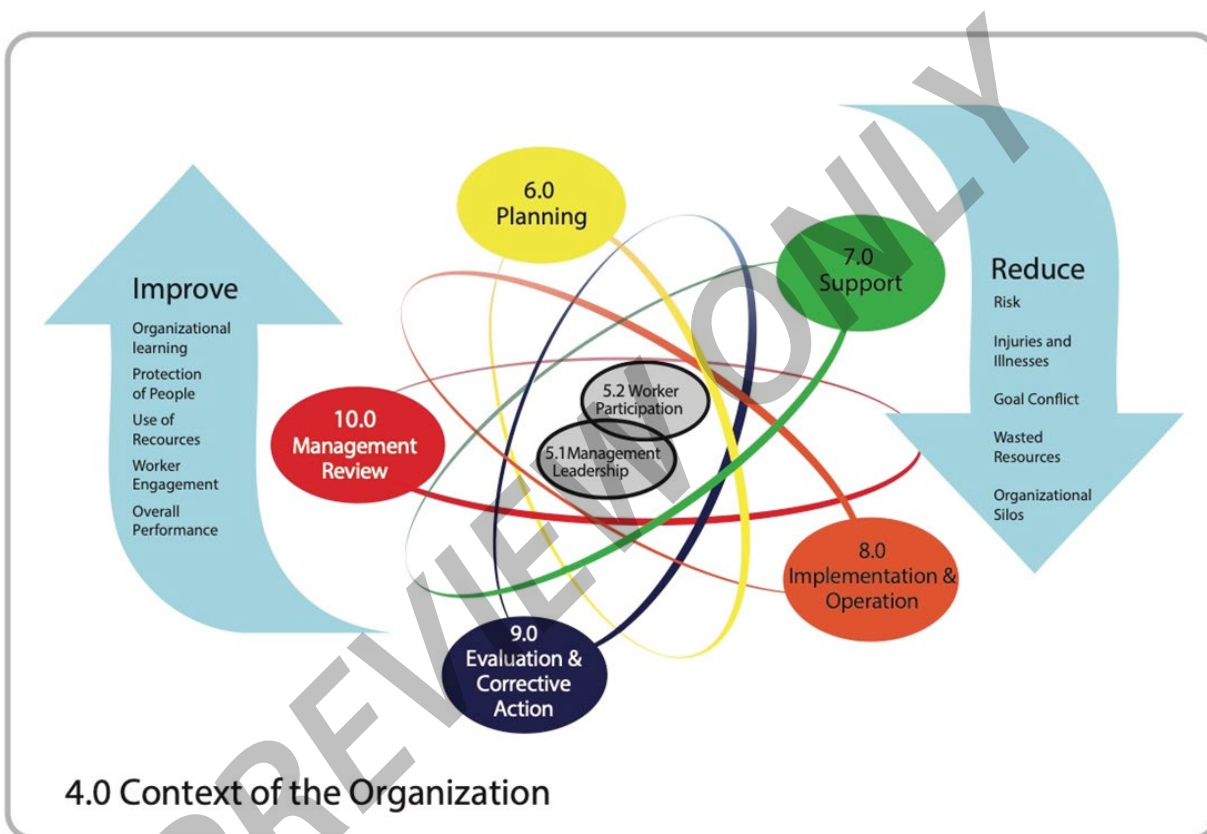 6.0
Planning
7.0
Support
Improve
Organizational
learning
Protection
of People
Use of
Recources
Worker
Engagement
Overall
Performance
Reduce
Risk
Injuries and
Illnesses
Goal Conflict
Wasted
Resources
Organizational
Silos
5.2 Worker
Participation
5.1Management
Leadership
10.0
Management
Review
8.0
Implementation &
Operation
9.0
Evaluation &
Corrective
Action
4.0 Context of the Organization
PREVIEW ONLY